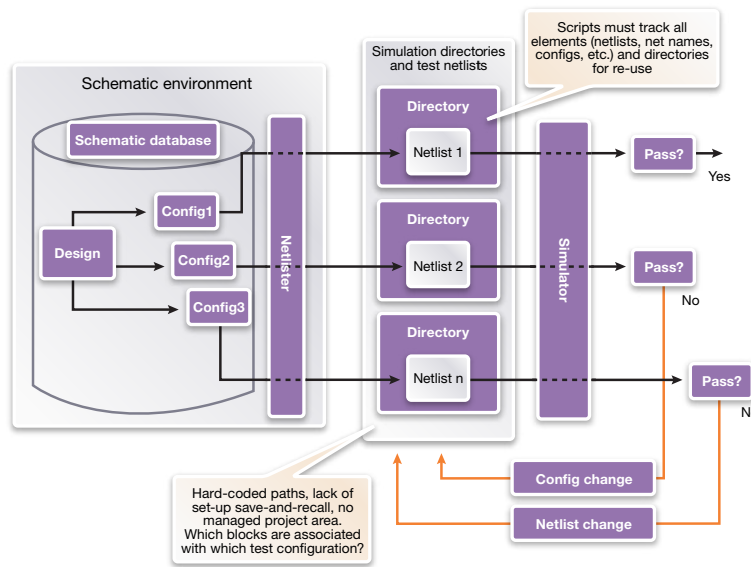 Scripts must track all
elements (netlists, net names,
configs, etc.) and directories
for re-use
Simulation directories
and test netlists
Schematic environment
Schematic database
Design
Config1
Config2
Config3
Netlister
Directory
Netlist 1
Directory
Netlist 2
Directory
Netlist n
Simulator
Pass?
Yes
Pass?
No
Pass?
N
Config change
Netlist change
Hard-coded paths, lack of
set-up save-and-recall, no
managed project area.
Which blocks are associated
with which test configuration?